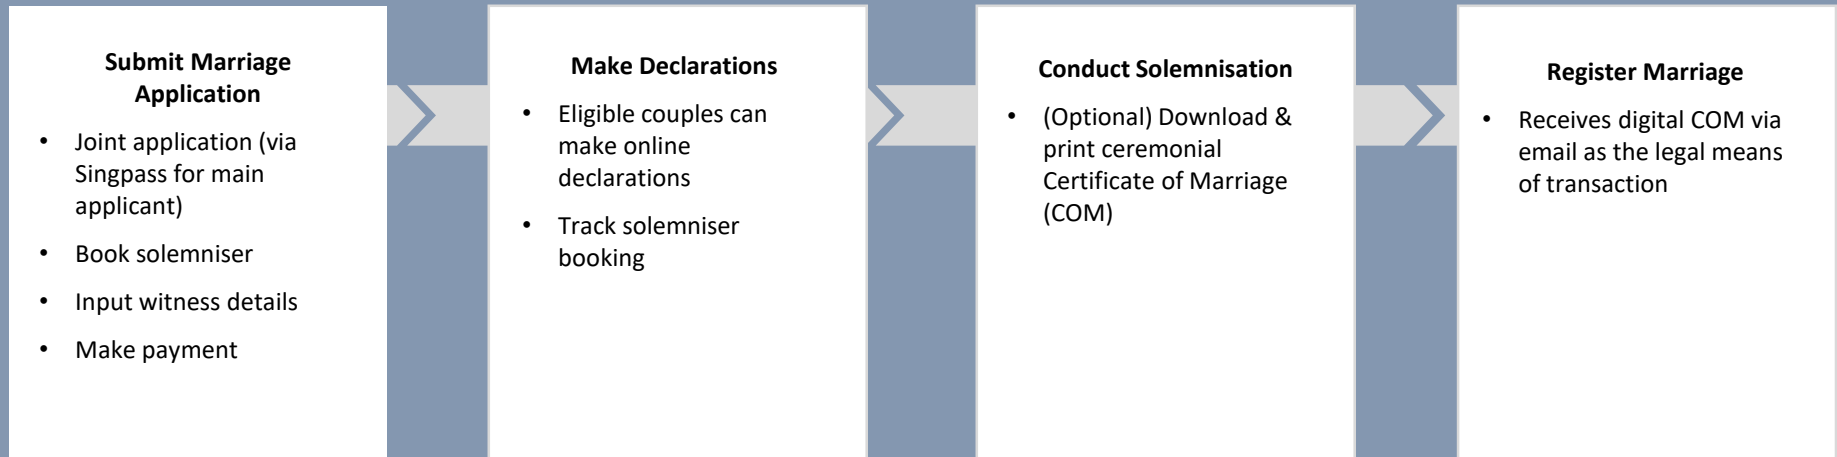 Submit Marriage
Application
• Joint application (via
Singpass for main
applicant)
• Book solemniser
• Input witness details
• Make payment
Make Declarations
• Eligible couples can
make online
declarations
• Track solemniser
booking
Conduct Solemnisation
• (Optional) Download &
print ceremonial
Certificate of Marriage
(COM)
Register Marriage
• Receives digital COM via
email as the legal means
of transaction